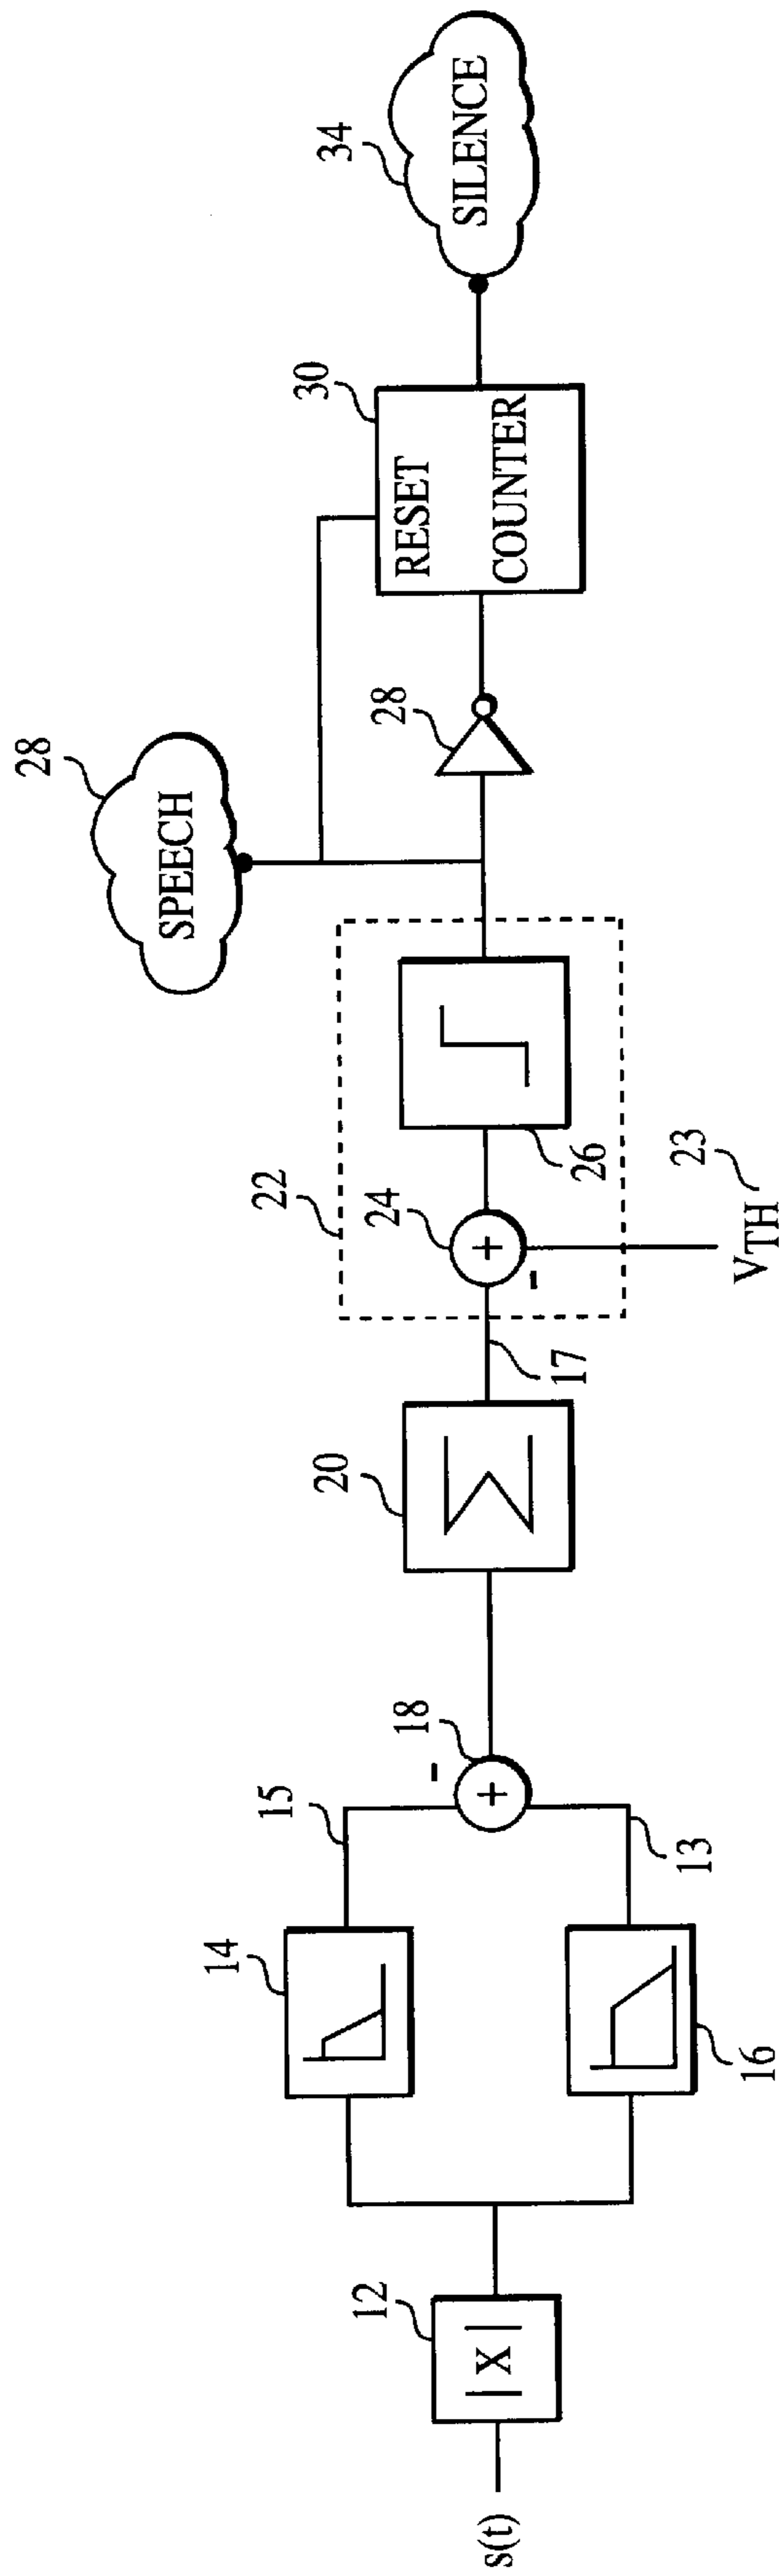 s(t)
12
|X|
14
15
16
13
18
-
+
20
Σ
17
22
24
+
-
26
V_TH
23
28
SPEECH
28
30
RESET
COUNTER
34
SILENCE